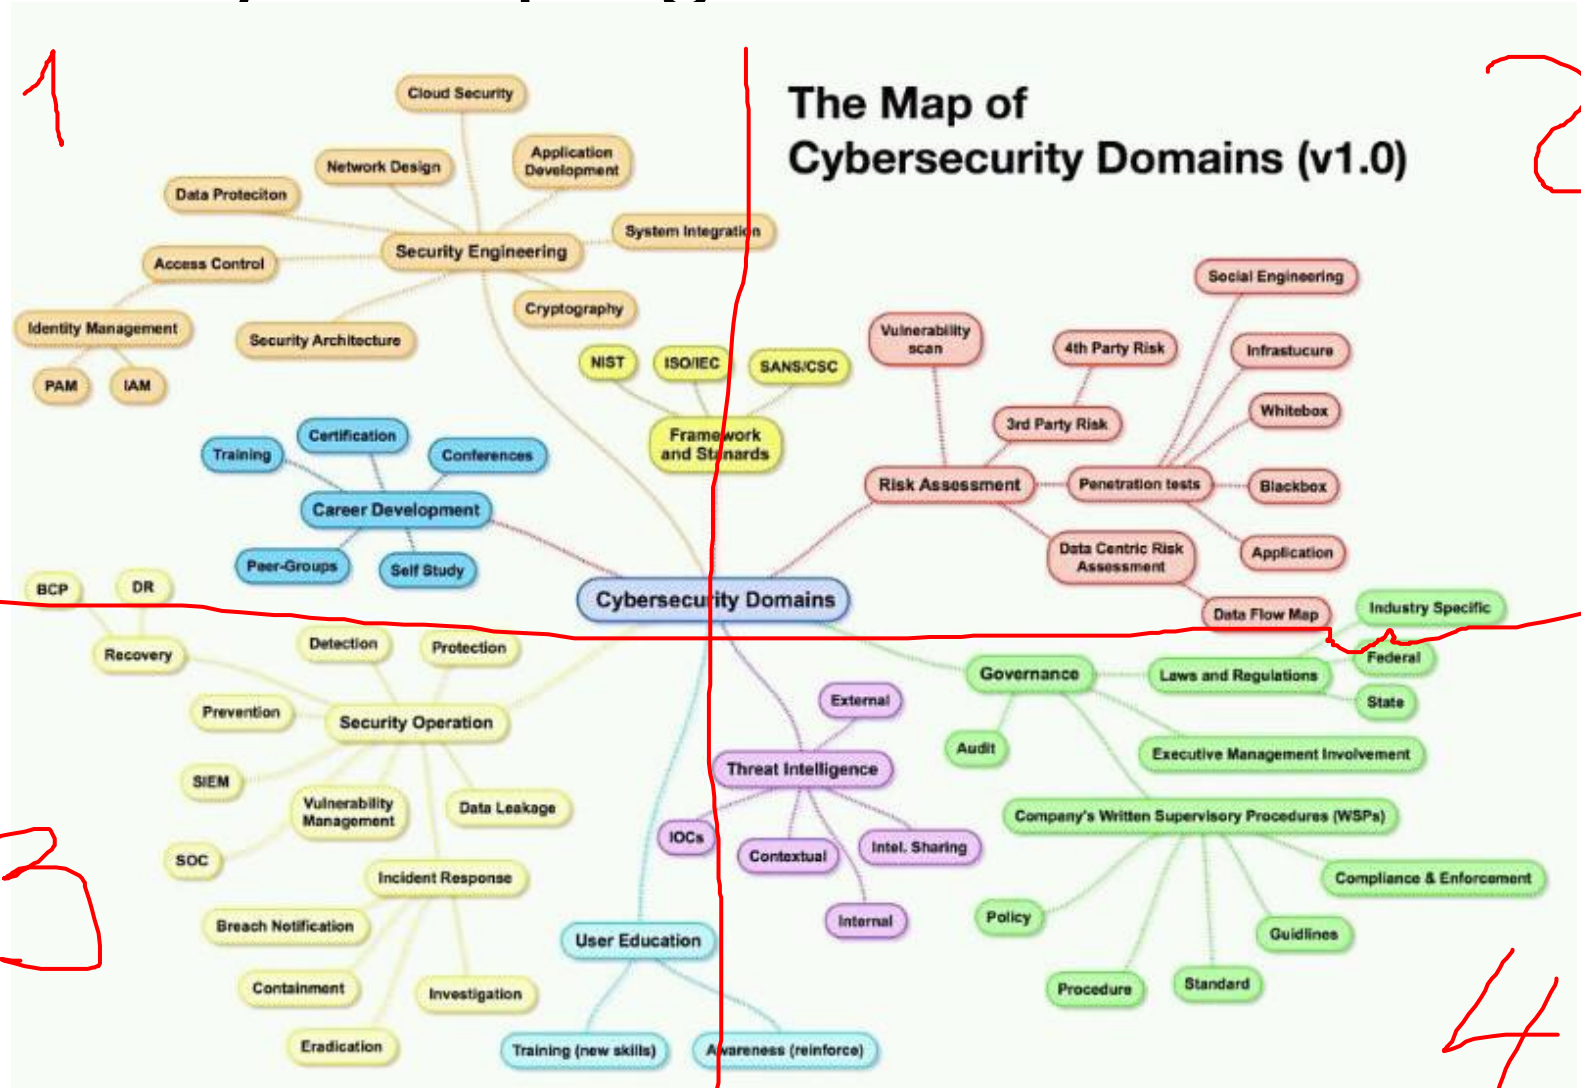 1
2
The Map of
Cybersecurity Domains (v1.0)
Cloud Security
Network Design
Application
Development
Data Proteciton
System Integration
Security Engineering
Access Control
Cryptography
Identity Management
Security Architecture
PAM
IAM
NIST
ISO/IEC
SANS/CSC
Framework
and Stanards
Certification
Training
Conferences
Career Development
Peer-Groups
Self Study
Social Engineering
Vulnerability
scan
4th Party Risk
Infrastucure
3rd Party Risk
Whitebox
Risk Assessment
Penetration tests
Blackbox
Data Centric Risk
Assessment
Application
Data Flow Map
Cybersecurity Domains
BCP
DR
Recovery
Detection
Protection
Prevention
Security Operation
SIEM
Vulnerability
Management
Data Leakage
SOC
Incident Response
Breach Notification
Containment
Investigation
Eradication
3
User Education
Training (new skills)
Awareness (reinforce)
External
Threat Intelligence
IOCs
Contextual
Intel. Sharing
Internal
Industry Specific
Governance
Laws and Regulations
Federal
State
Audit
Executive Management Involvement
Company's Written Supervisory Procedures (WSPs)
Compliance & Enforcement
Policy
Guidlines
Procedure
Standard
4